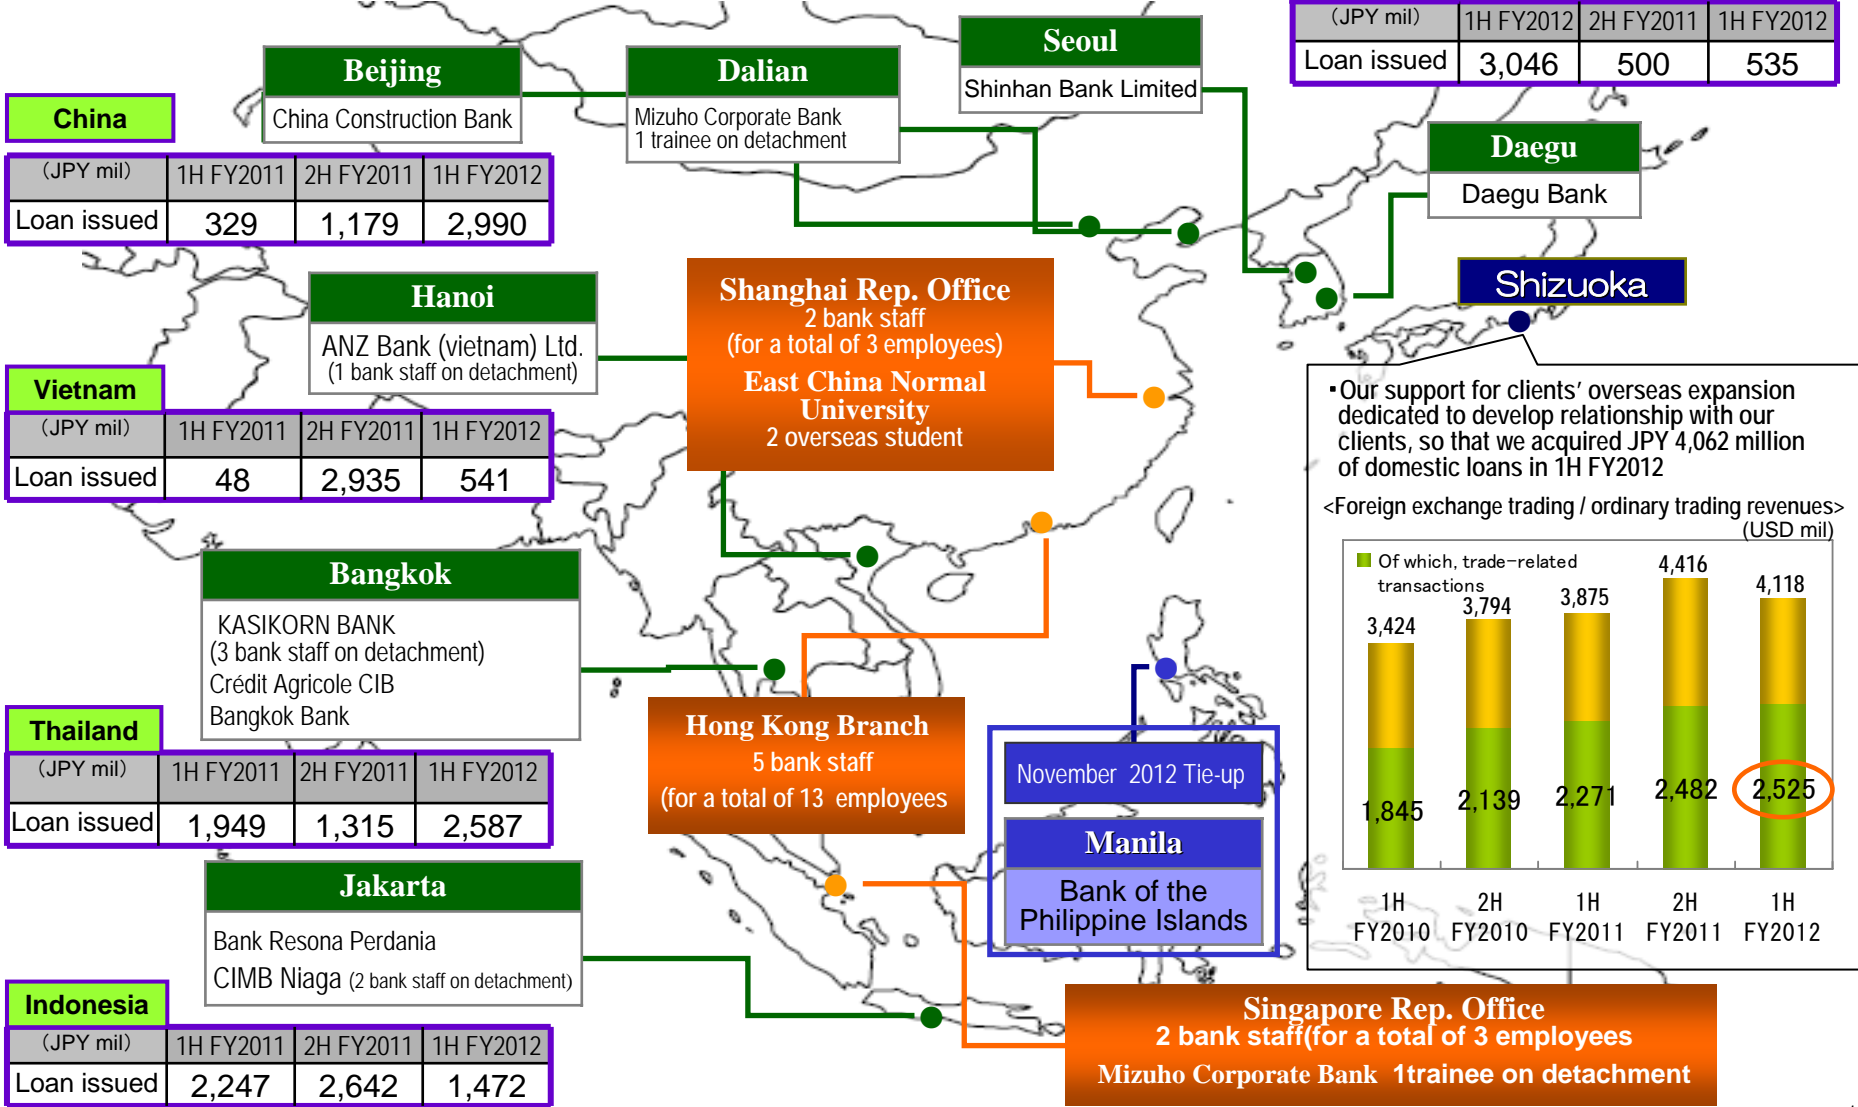 (JPY mil) 1H FY2012 2H FY2011 1H FY2012
Loan issued 3,046 500 535
Seoul
Shinhan Bank Limited
Beijing
China Construction Bank
Dalian
Mizuho Corporate Bank
1 trainee on detachment
China
(JPY mil) 1H FY2011 2H FY2011 1H FY2012
Loan issued 329 1,179 2,990
Daegu
Daegu Bank
Shizuoka
Hanoi
ANZ Bank (vietnam) Ltd.
(1 bank staff on detachment)
Shanghai Rep. Office
2 bank staff
(for a total of 3 employees)
East China Normal
University
2 overseas student
Vietnam
(JPY mil) 1H FY2011 2H FY2011 1H FY2012
Loan issued 48 2,935 541
▪Our support for clients’ overseas expansion
dedicated to develop relationship with our
clients, so that we acquired JPY 4,062 million
of domestic loans in 1H FY2012
<Foreign exchange trading / ordinary trading revenues>
(USD mil)
Of which, trade-related
transactions
3,424 3,794 3,875 4,416 4,118
1,845 2,139 2,271 2,482 2,525
1H 2H 1H 2H 1H
FY2010 FY2010 FY2011 FY2011 FY2012
Bangkok
KASIKORN BANK
(3 bank staff on detachment)
Crédit Agricole CIB
Bangkok Bank
Thailand
(JPY mil) 1H FY2011 2H FY2011 1H FY2012
Loan issued 1,949 1,315 2,587
Hong Kong Branch
5 bank staff
(for a total of 13 employees
November 2012 Tie-up
Manila
Bank of the
Philippine Islands
Jakarta
Bank Resona Perdania
CIMB Niaga (2 bank staff on detachment)
Indonesia
(JPY mil) 1H FY2011 2H FY2011 1H FY2012
Loan issued 2,247 2,642 1,472
Singapore Rep. Office
2 bank staff(for a total of 3 employees
Mizuho Corporate Bank 1trainee on detachment